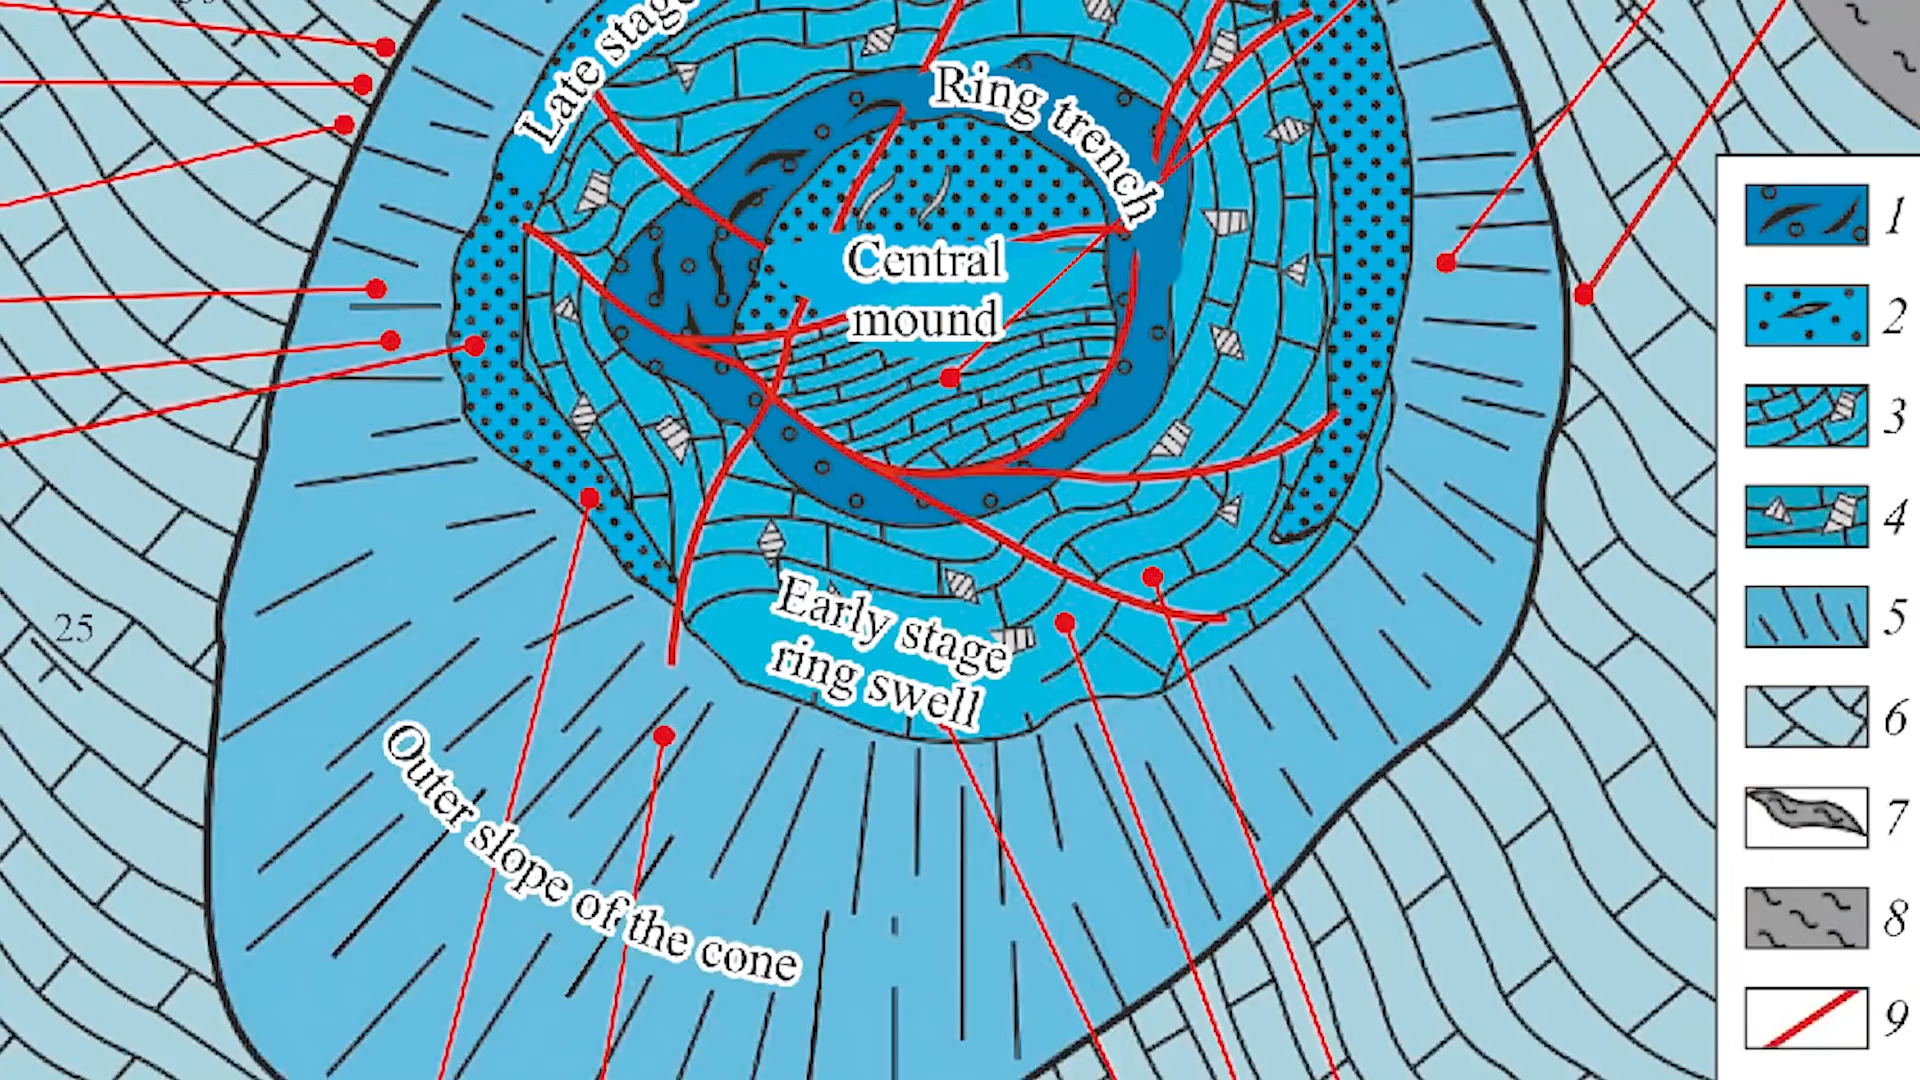 Late stage
Ring trench
Central
mound
Early stage
ring swell
Outer slope of the cone
25
1
2
3
4
5
6
7
8
9